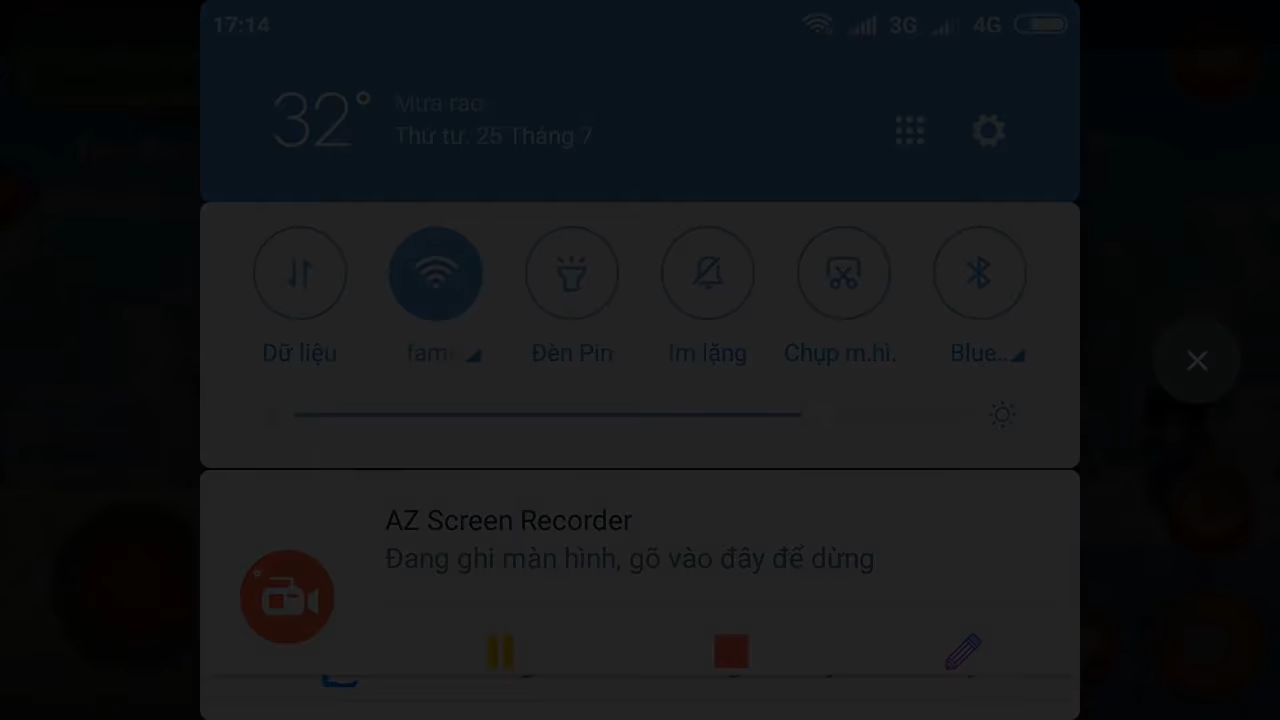 17:14
3G
4G
32°
Mưa rào
Thứ tư, 25 Tháng 7
Dữ liệu
fam
Đèn Pin
Im lặng
Chụp m.hì.
Blue..
AZ Screen Recorder
Đang ghi màn hình, gõ vào đây để dừng